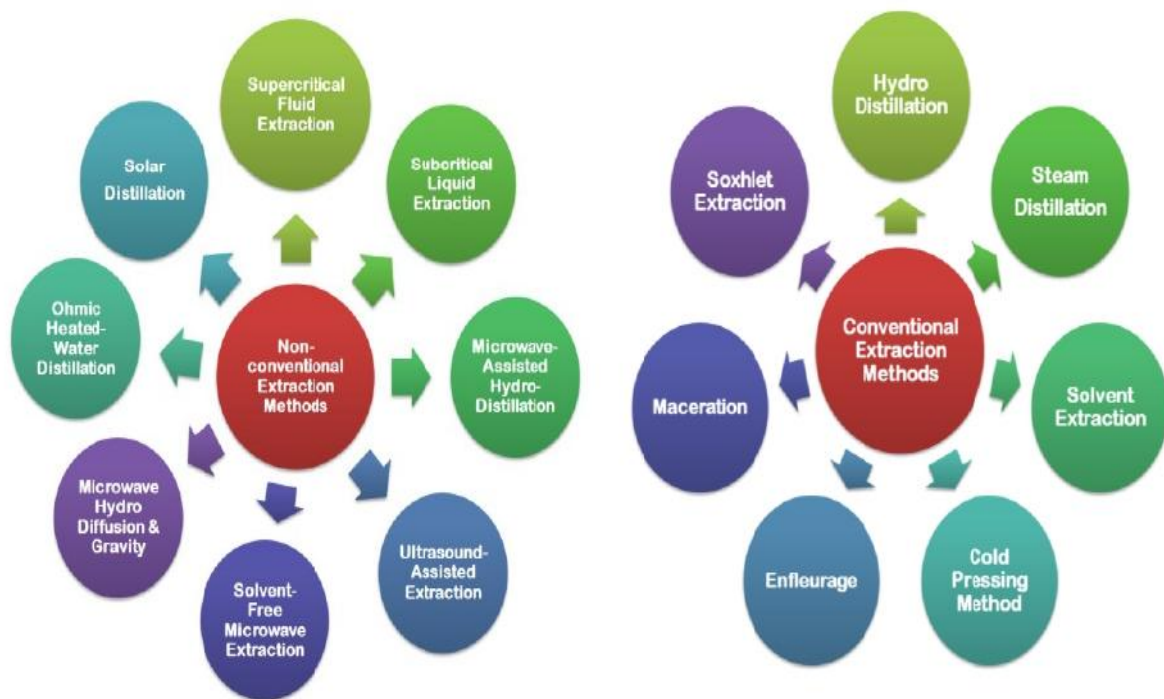 Supercritical
Fluid
Extraction
Subcritical
Liquid
Extraction
Microwave-
Assisted Hydro-
Distillation
Ultrasound-
Assisted
Extraction
Solvent-
Free
Microwave
Extraction
Microwave
Hydro
Diffusion &
Gravity
Ohmic
Heated-
Water
Distillation
Solar
Distillation
Non-
conventional
Extraction
Methods
Hydro
Distillation
Steam
Distillation
Solvent
Extraction
Cold
Pressing
Method
Enfleurage
Maceration
Soxhlet
Extraction
Conventional
Extraction
Methods